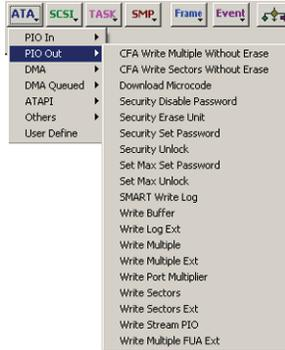 ATA SCSI TASK SMP Frame Event
PIO In
PIO Out
DMA
DMA Queued
ATAPI
Others
User Define
CFA Write Multiple Without Erase
CFA Write Sectors Without Erase
Download Microcode
Security Disable Password
Security Erase Unit
Security Set Password
Security Unlock
Set Max Set Password
Set Max Unlock
SMART Write Log
Write Buffer
Write Log Ext
Write Multiple
Write Multiple Ext
Write Port Multiplier
Write Sectors
Write Sectors Ext
Write Stream PIO
Write Multiple FUA Ext